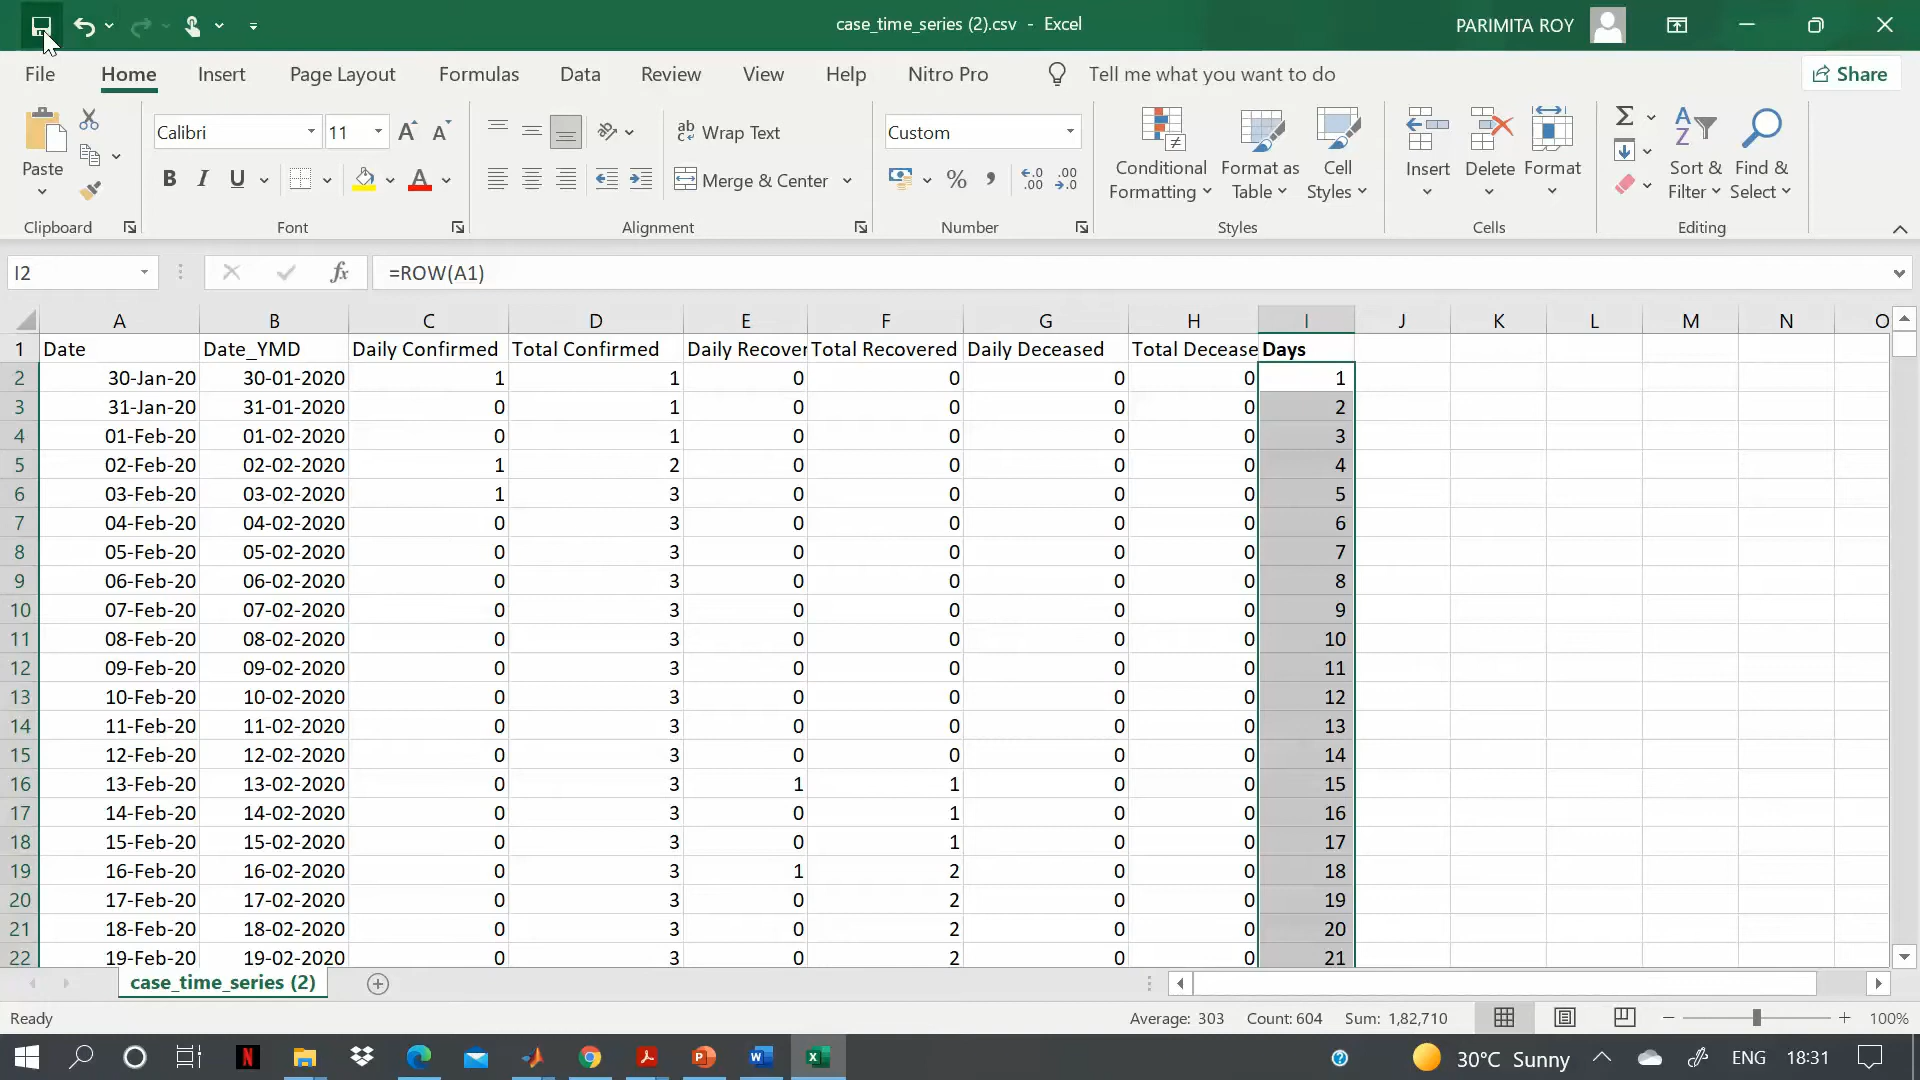 case_time_series (2).csv - Excel
PARIMITA ROY
File Home Insert Page Layout Formulas Data Review View Help Nitro Pro Tell me what you want to do Share
Paste
Calibri 11
Wrap Text
Merge & Center
Custom
Conditional Formatting
Format as Table
Cell Styles
Insert Delete Format
Sort & Filter
Find & Select
Clipboard Font Alignment Number Styles Cells Editing
I2 fx =ROW(A1)
A B C D E F G H I J K L M N O
1 Date Date_YMD Daily Confirmed Total Confirmed Daily Recover Total Recovered Daily Deceased Total Decease Days
2 30-Jan-20 30-01-2020 1 1 0 0 0 0 1
3 31-Jan-20 31-01-2020 0 1 0 0 0 0 2
4 01-Feb-20 01-02-2020 0 1 0 0 0 0 3
5 02-Feb-20 02-02-2020 1 2 0 0 0 0 4
6 03-Feb-20 03-02-2020 1 3 0 0 0 0 5
7 04-Feb-20 04-02-2020 0 3 0 0 0 0 6
8 05-Feb-20 05-02-2020 0 3 0 0 0 0 7
9 06-Feb-20 06-02-2020 0 3 0 0 0 0 8
10 07-Feb-20 07-02-2020 0 3 0 0 0 0 9
11 08-Feb-20 08-02-2020 0 3 0 0 0 0 10
12 09-Feb-20 09-02-2020 0 3 0 0 0 0 11
13 10-Feb-20 10-02-2020 0 3 0 0 0 0 12
14 11-Feb-20 11-02-2020 0 3 0 0 0 0 13
15 12-Feb-20 12-02-2020 0 3 0 0 0 0 14
16 13-Feb-20 13-02-2020 0 3 1 1 0 0 15
17 14-Feb-20 14-02-2020 0 3 0 1 0 0 16
18 15-Feb-20 15-02-2020 0 3 0 1 0 0 17
19 16-Feb-20 16-02-2020 0 3 1 2 0 0 18
20 17-Feb-20 17-02-2020 0 3 0 2 0 0 19
21 18-Feb-20 18-02-2020 0 3 0 2 0 0 20
22 19-Feb-20 19-02-2020 0 3 0 2 0 0 21
case_time_series (2)
Ready Average: 303 Count: 604 Sum: 1,82,710 100%
30°C Sunny ENG 18:31